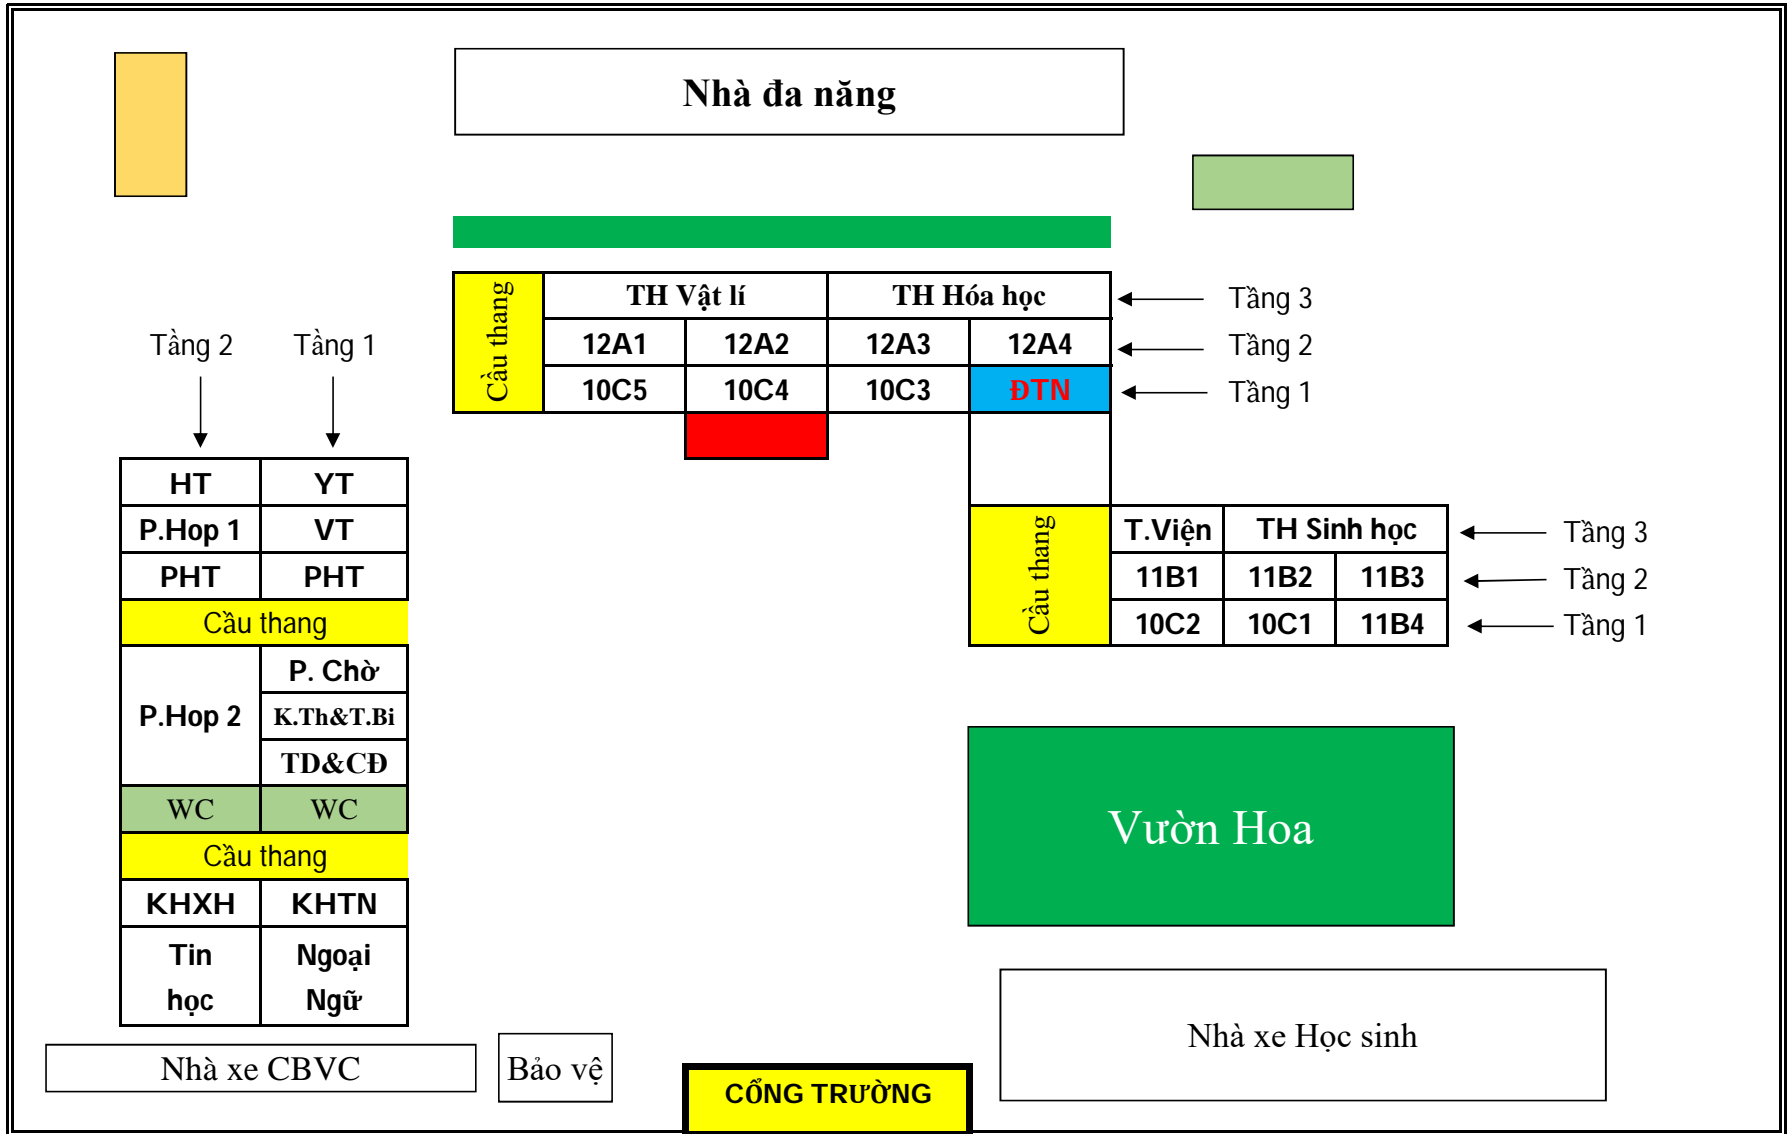 Nhà đa năng
Cầu thang
TH Vật lí
TH Hóa học
Tầng 3
12A1
12A2
12A3
12A4
Tầng 2
10C5
10C4
10C3
ĐTN
Tầng 1
Tầng 2
Tầng 1
HT
YT
P.Hop 1
VT
PHT
PHT
Cầu thang
P.Hop 2
P. Chờ
K.Th&T.Bi
TD&CĐ
WC
WC
Cầu thang
KHXH
KHTN
Tin
học
Ngoại
Ngữ
Cầu thang
T.Viện
TH Sinh học
Tầng 3
11B1
11B2
11B3
Tầng 2
10C2
10C1
11B4
Tầng 1
Vườn Hoa
Nhà xe Học sinh
Nhà xe CBVC
Bảo vệ
CỔNG TRƯỜNG